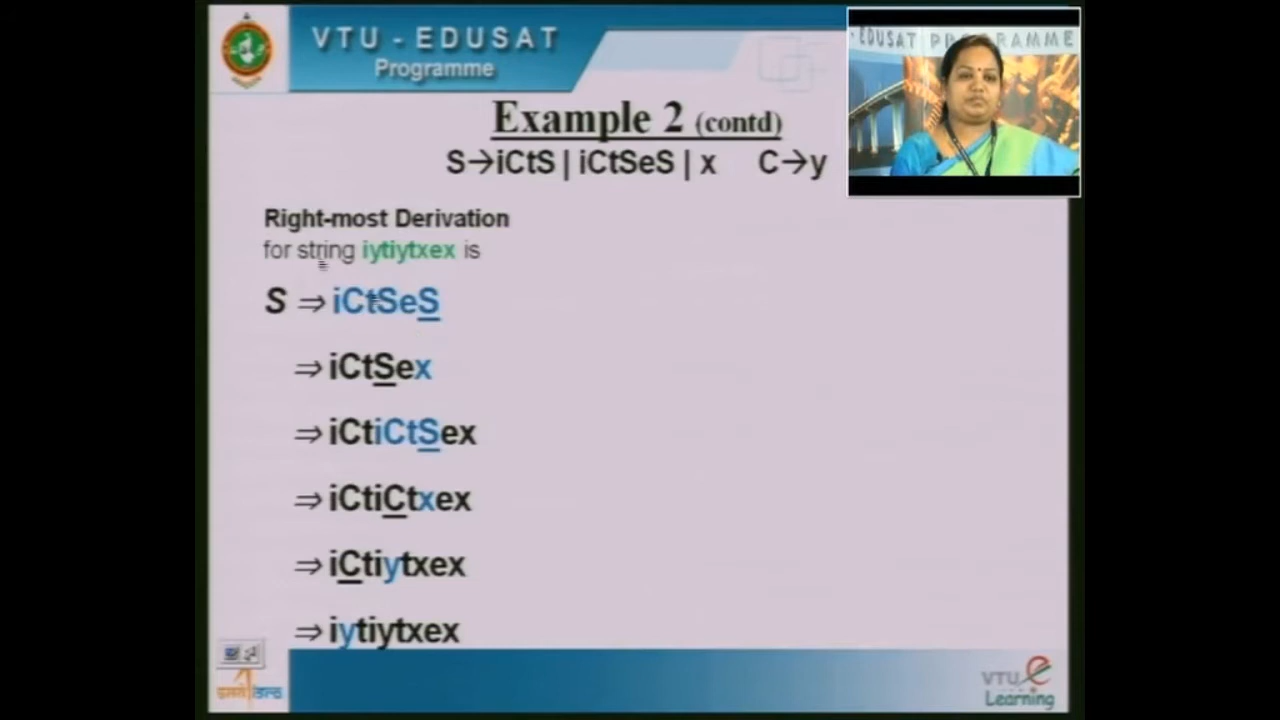 VTU - EDUSAT
Programme
- EDUSAT PROGRAMME
Example 2 (contd)
S→iCtS | iCtSeS | x C→y
Right-most Derivation
for string iytiytxex is
S ⇒ iCtSeS
⇒ iCtSex
⇒ iCtiCtSex
⇒ iCtiCtxex
⇒ iCtiytxex
⇒ iytiytxex
VTU e
Learning